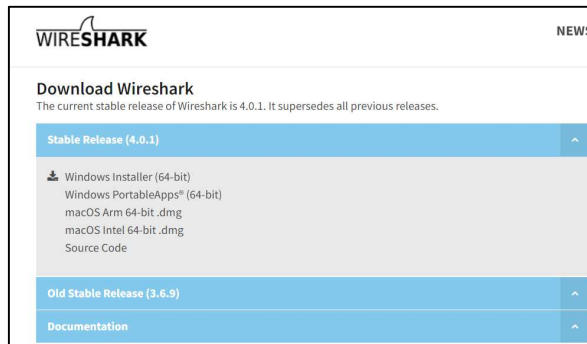 WIRESHARK
NEWS
Download Wireshark
The current stable release of Wireshark is 4.0.1. It supersedes all previous releases.
Stable Release (4.0.1)
Windows Installer (64-bit)
Windows PortableApps® (64-bit)
macOS Arm 64-bit .dmg
macOS Intel 64-bit .dmg
Source Code
Old Stable Release (3.6.9)
Documentation